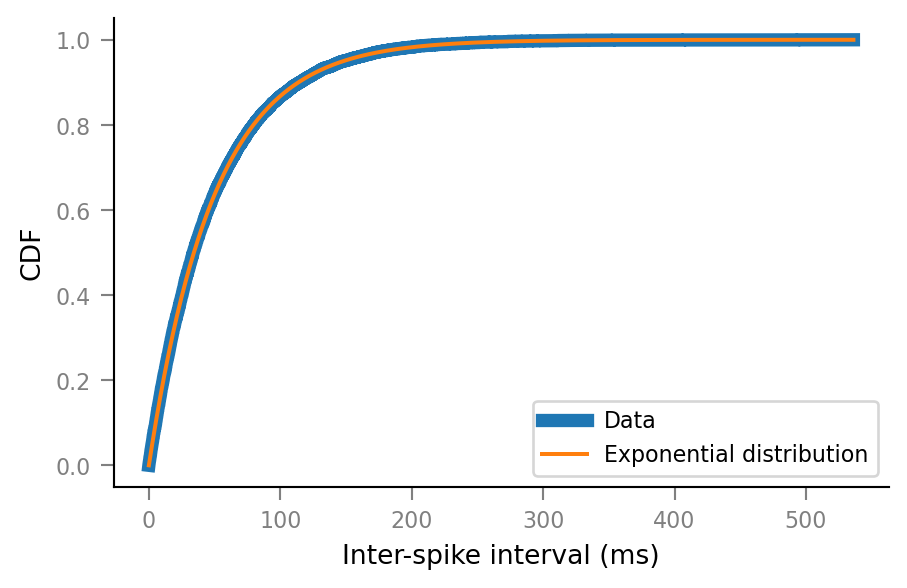 1.0
0.8
0.6
0.4
0.2
0.0
CDF
Data
Exponential distribution
0 100 200 300 400 500
Inter-spike interval (ms)